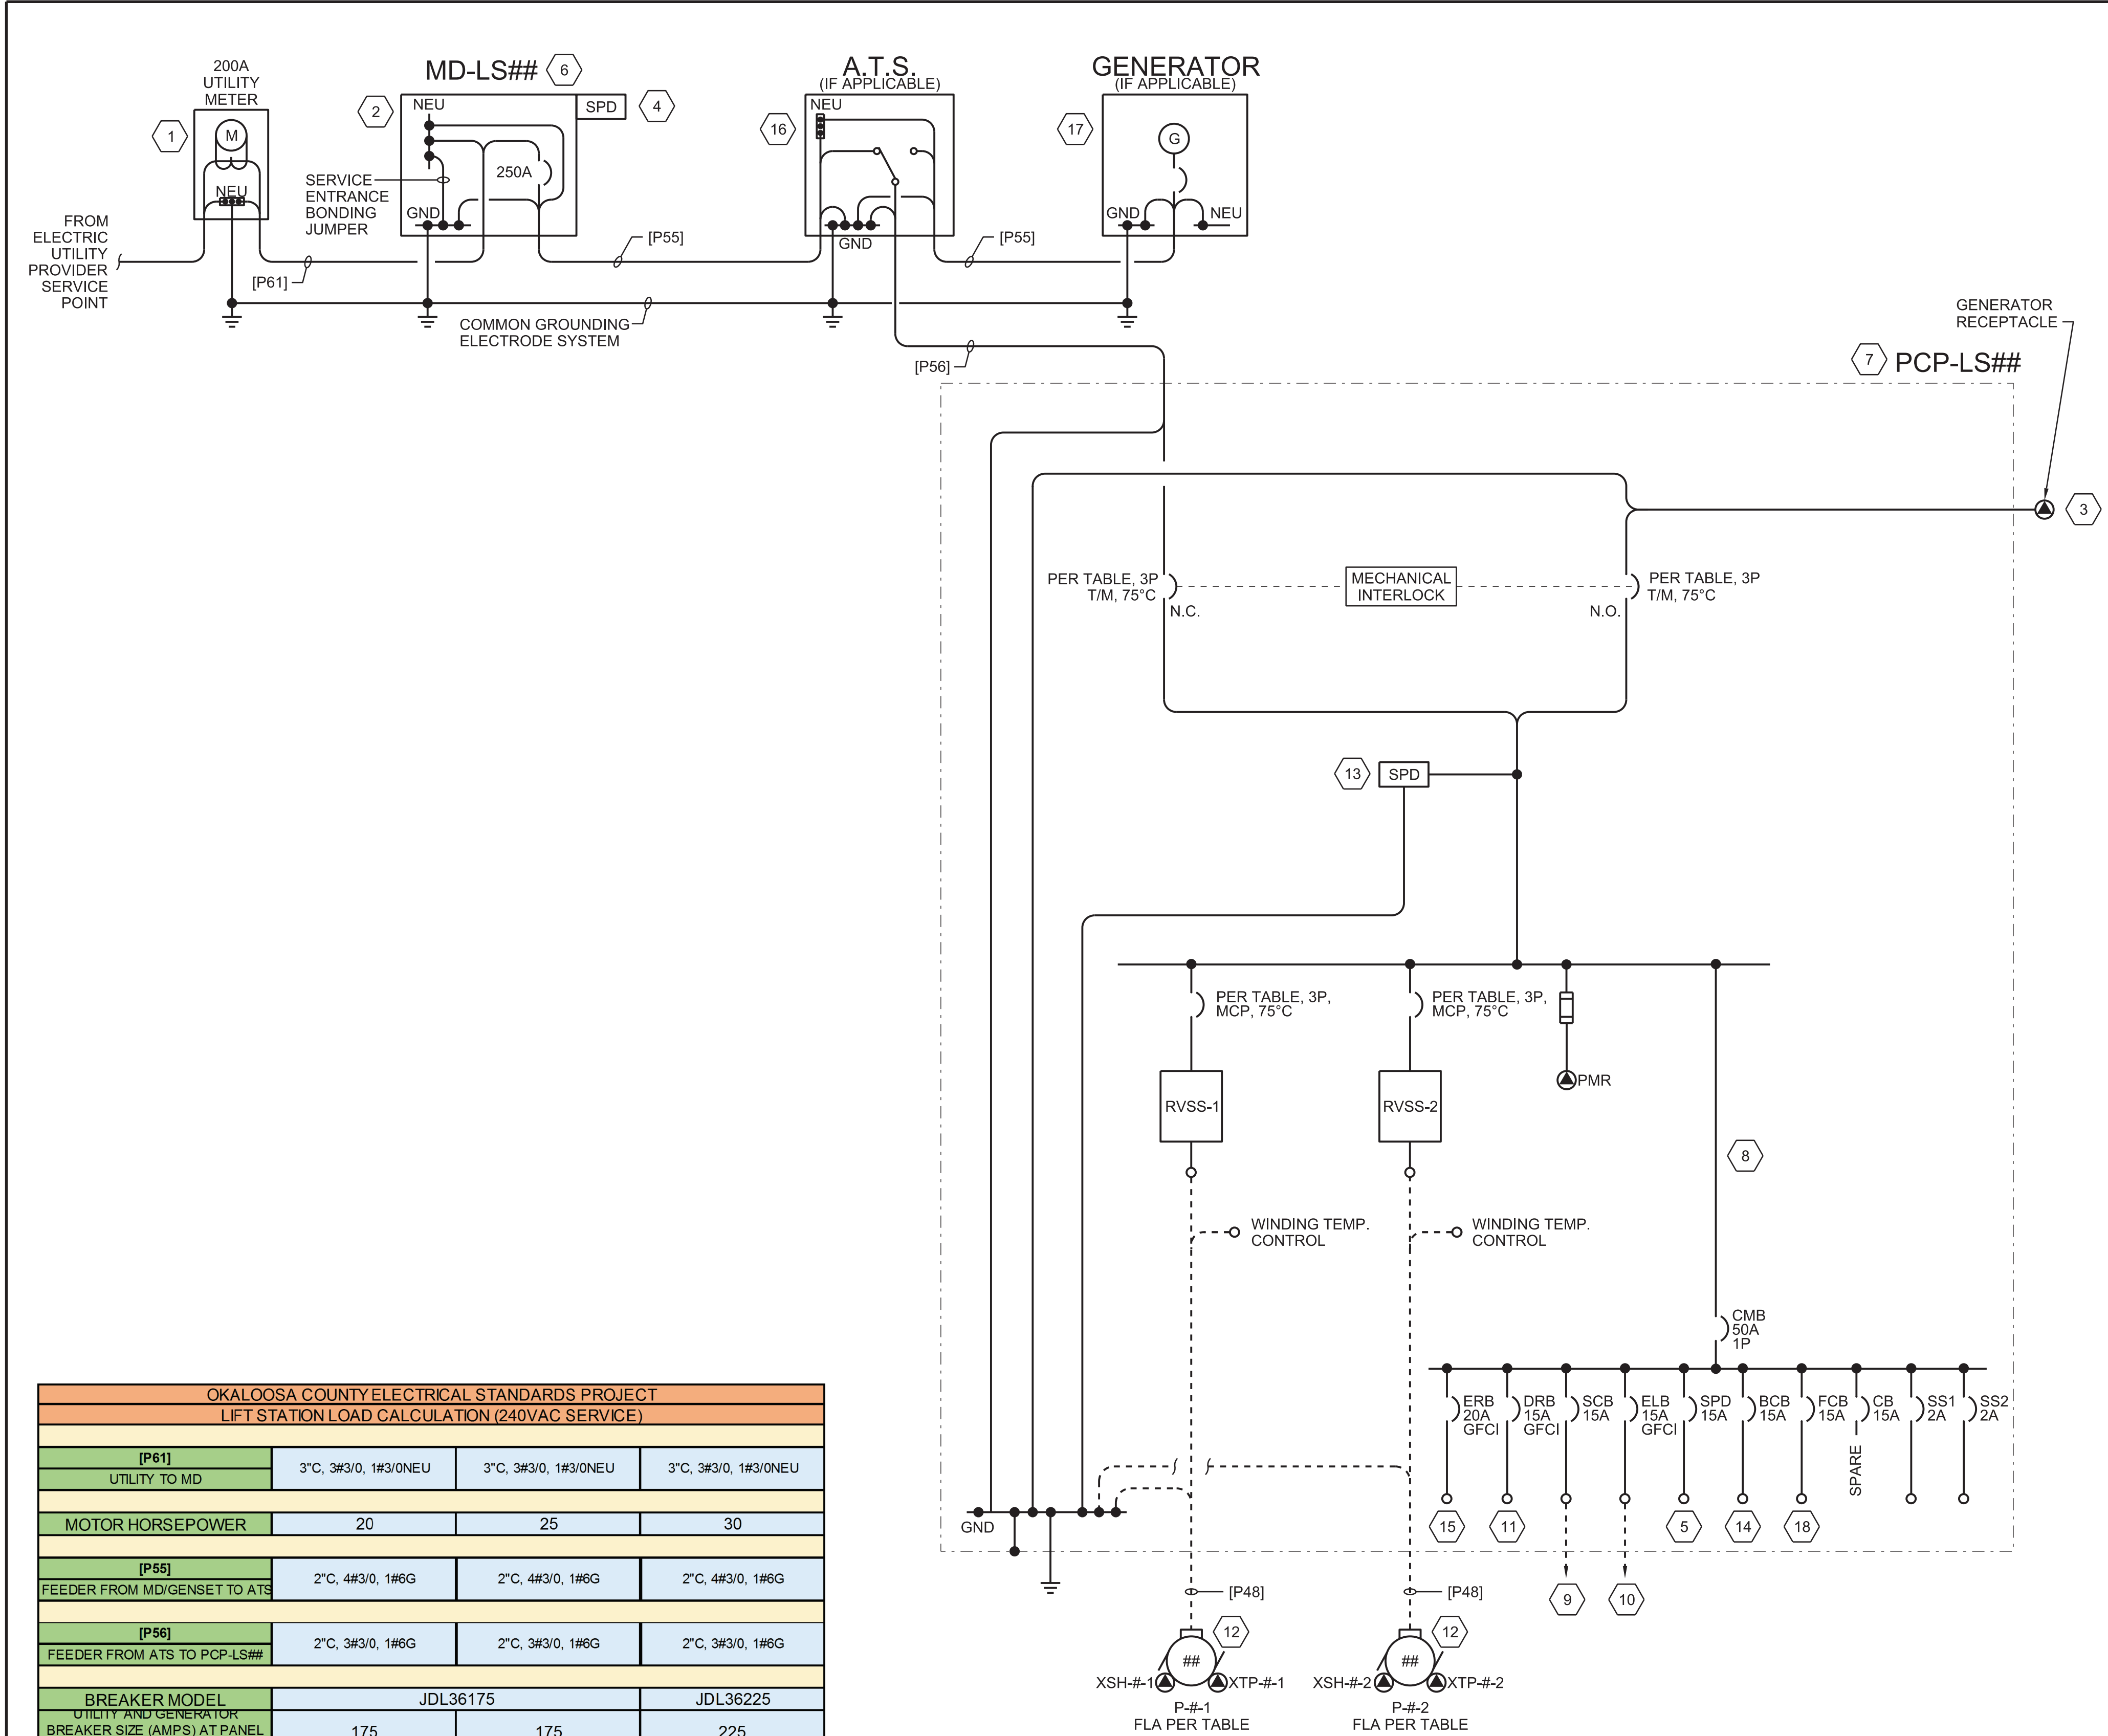 200A
UTILITY
METER
1
M
NEU
FROM
ELECTRIC
UTILITY
PROVIDER
SERVICE
POINT
[P61]
MD-LS##
6
2
NEU
SPD
4
250A
SERVICE
ENTRANCE
BONDING
JUMPER
GND
[P55]
COMMON GROUNDING
ELECTRODE SYSTEM
A.T.S.
(IF APPLICABLE)
NEU
16
GND
[P55]
[P56]
GENERATOR
(IF APPLICABLE)
17
G
GND
NEU
GENERATOR
RECEPTACLE
7
PCP-LS##
3
PER TABLE, 3P
T/M, 75°C
N.C.
MECHANICAL
INTERLOCK
PER TABLE, 3P
T/M, 75°C
N.O.
13
SPD
PER TABLE, 3P,
MCP, 75°C
PER TABLE, 3P,
MCP, 75°C
PMR
RVSS-1
RVSS-2
8
WINDING TEMP.
CONTROL
WINDING TEMP.
CONTROL
CMB
50A
1P
ERB
20A
GFCI
DRB
15A
GFCI
SCB
15A
ELB
15A
GFCI
SPD
15A
BCB
15A
FCB
15A
CB
15A
SPARE
SS1
2A
SS2
2A
15
11
5
14
18
9
10
GND
[P48]
[P48]
12
12
##
##
XSH-#-1
XTP-#-1
XSH-#-2
XTP-#-2
P-#-1
FLA PER TABLE
P-#-2
FLA PER TABLE
OKALOOSA COUNTY ELECTRICAL STANDARDS PROJECT
LIFT STATION LOAD CALCULATION (240VAC SERVICE)
[P61]
UTILITY TO MD
3"C, 3#3/0, 1#3/0NEU
3"C, 3#3/0, 1#3/0NEU
3"C, 3#3/0, 1#3/0NEU
MOTOR HORSEPOWER
20
25
30
[P55]
FEEDER FROM MD/GENSET TO ATS
2"C, 4#3/0, 1#6G
2"C, 4#3/0, 1#6G
2"C, 4#3/0, 1#6G
[P56]
FEEDER FROM ATS TO PCP-LS##
2"C, 3#3/0, 1#6G
2"C, 3#3/0, 1#6G
2"C, 3#3/0, 1#6G
BREAKER MODEL
JDL36175
JDL36225
UTILITY AND GENERATOR
BREAKER SIZE (AMPS) AT PANEL
175
175
225